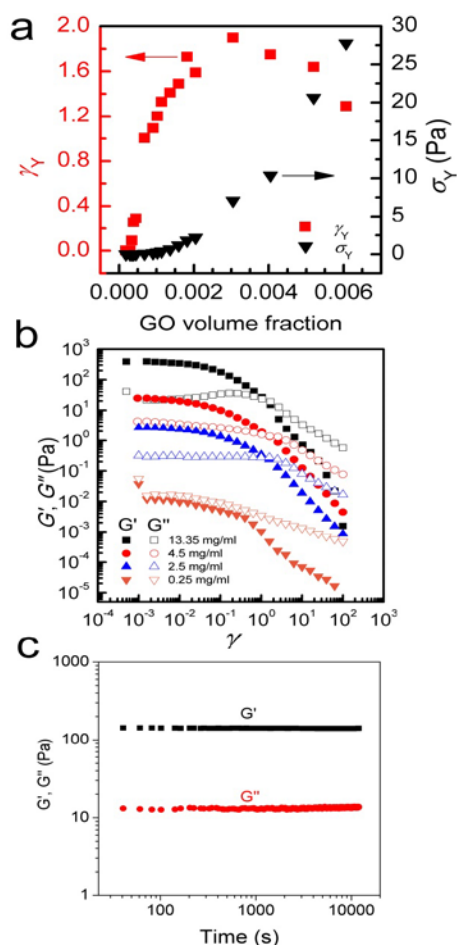 a
2.0
1.6
1.2
0.8
0.4
0.0
γY
30
25
20
15
10
5
0
σY (Pa)
γY
σY
0.000 0.002 0.004 0.006
GO volume fraction
b
10³
10²
10¹
10⁰
10⁻¹
10⁻²
10⁻³
10⁻⁴
10⁻⁵
G', G''(Pa)
G' G''
13.35 mg/ml
4.5 mg/ml
2.5 mg/ml
0.25 mg/ml
10⁻⁴ 10⁻³ 10⁻² 10⁻¹ 10⁰ 10¹ 10² 10³
γ
c
1000
100
10
1
G', G'' (Pa)
G'
G''
100 1000 10000
Time (s)